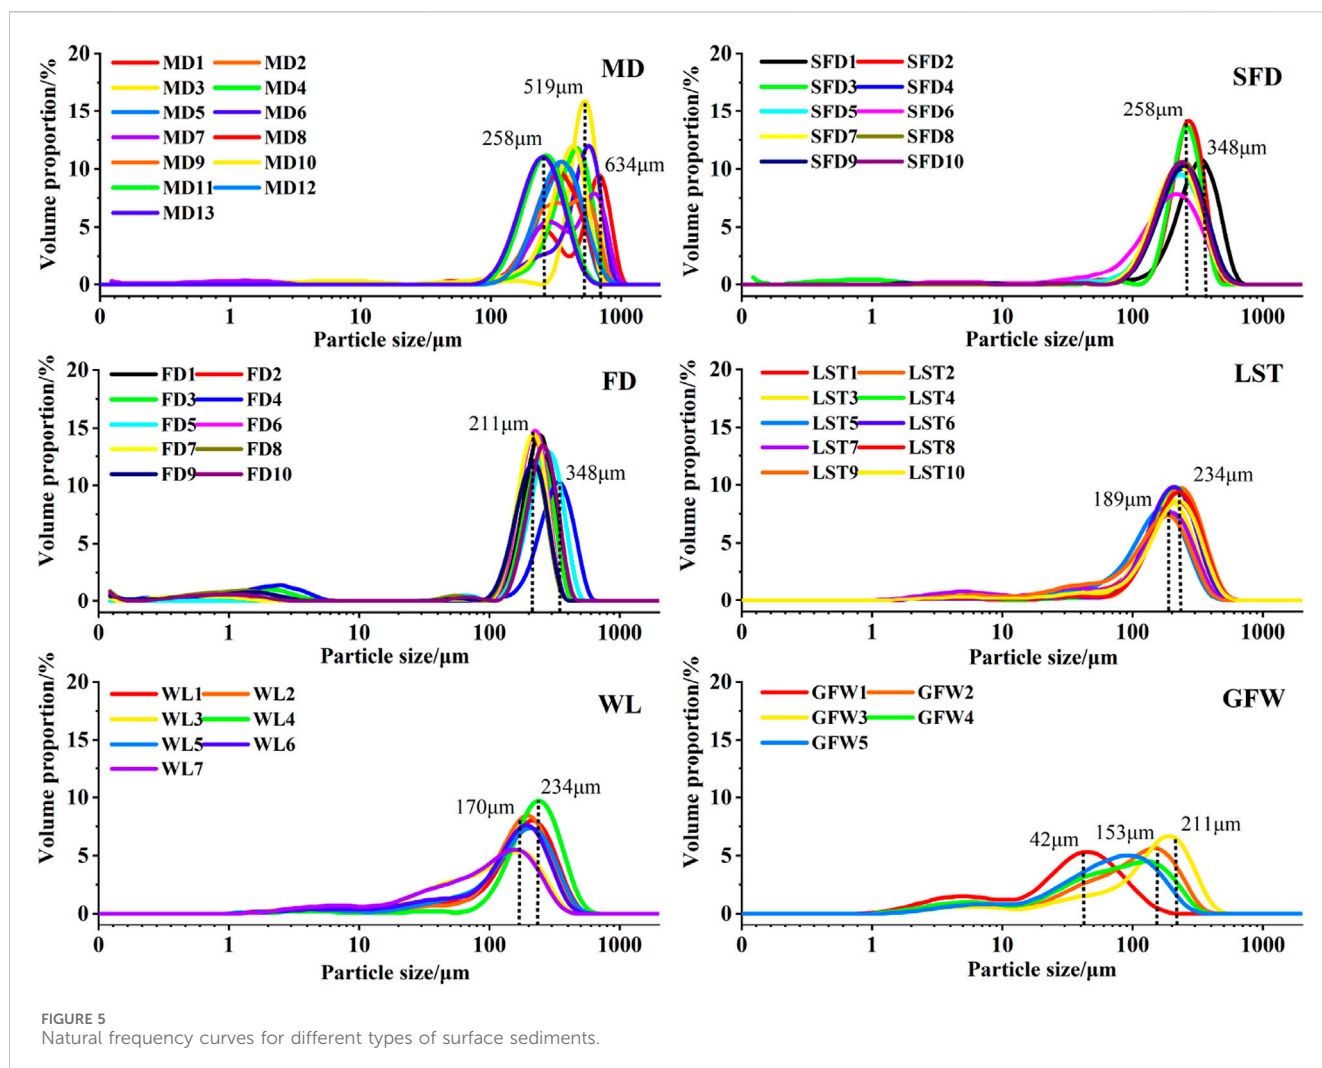 MD
Volume proportion/%
20
15
10
5
0
MD1 MD2
MD3 MD4
MD5 MD6
MD7 MD8
MD9 MD10
MD11 MD12
MD13
519μm
258μm
634μm
0 1 10 100 1000
Particle size/μm
SFD
Volume proportion/%
20
15
10
5
0
SFD1 SFD2
SFD3 SFD4
SFD5 SFD6
SFD7 SFD8
SFD9 SFD10
258μm
348μm
0 1 10 100 1000
Particle size/μm
FD
Volume proportion/%
20
15
10
5
0
FD1 FD2
FD3 FD4
FD5 FD6
FD7 FD8
FD9 FD10
211μm
348μm
0 1 10 100 1000
Particle size/μm
LST
Volume proportion/%
20
15
10
5
0
LST1 LST2
LST3 LST4
LST5 LST6
LST7 LST8
LST9 LST10
234μm
189μm
0 1 10 100 1000
Particle size/μm
WL
Volume proportion/%
20
15
10
5
0
WL1 WL2
WL3 WL4
WL5 WL6
WL7
234μm
170μm
0 1 10 100 1000
Particle size/μm
GFW
Volume proportion/%
20
15
10
5
0
GFW1 GFW2
GFW3 GFW4
GFW5
42μm 153μm 211μm
0 1 10 100 1000
Particle size/μm
FIGURE 5
Natural frequency curves for different types of surface sediments.